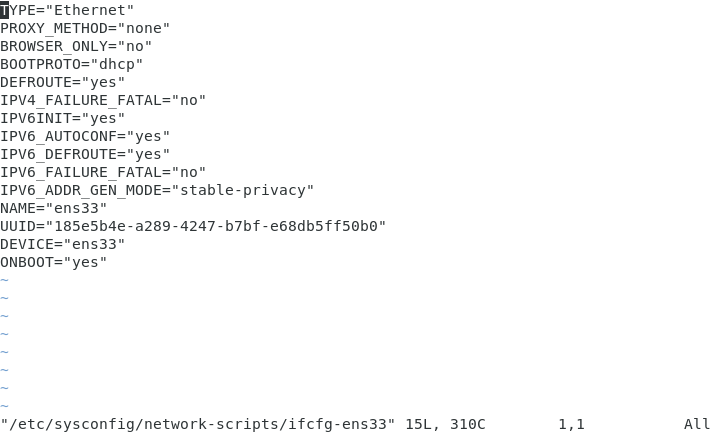 TYPE="Ethernet"
PROXY_METHOD="none"
BROWSER_ONLY="no"
BOOTPROTO="dhcp"
DEFROUTE="yes"
IPV4_FAILURE_FATAL="no"
IPV6INIT="yes"
IPV6_AUTOCONF="yes"
IPV6_DEFROUTE="yes"
IPV6_FAILURE_FATAL="no"
IPV6_ADDR_GEN_MODE="stable-privacy"
NAME="ens33"
UUID="185e5b4e-a289-4247-b7bf-e68db5ff50b0"
DEVICE="ens33"
ONBOOT="yes"
~
~
~
~
~
~
~
~
"/etc/sysconfig/network-scripts/ifcfg-ens33" 15L, 310C 1,1 All